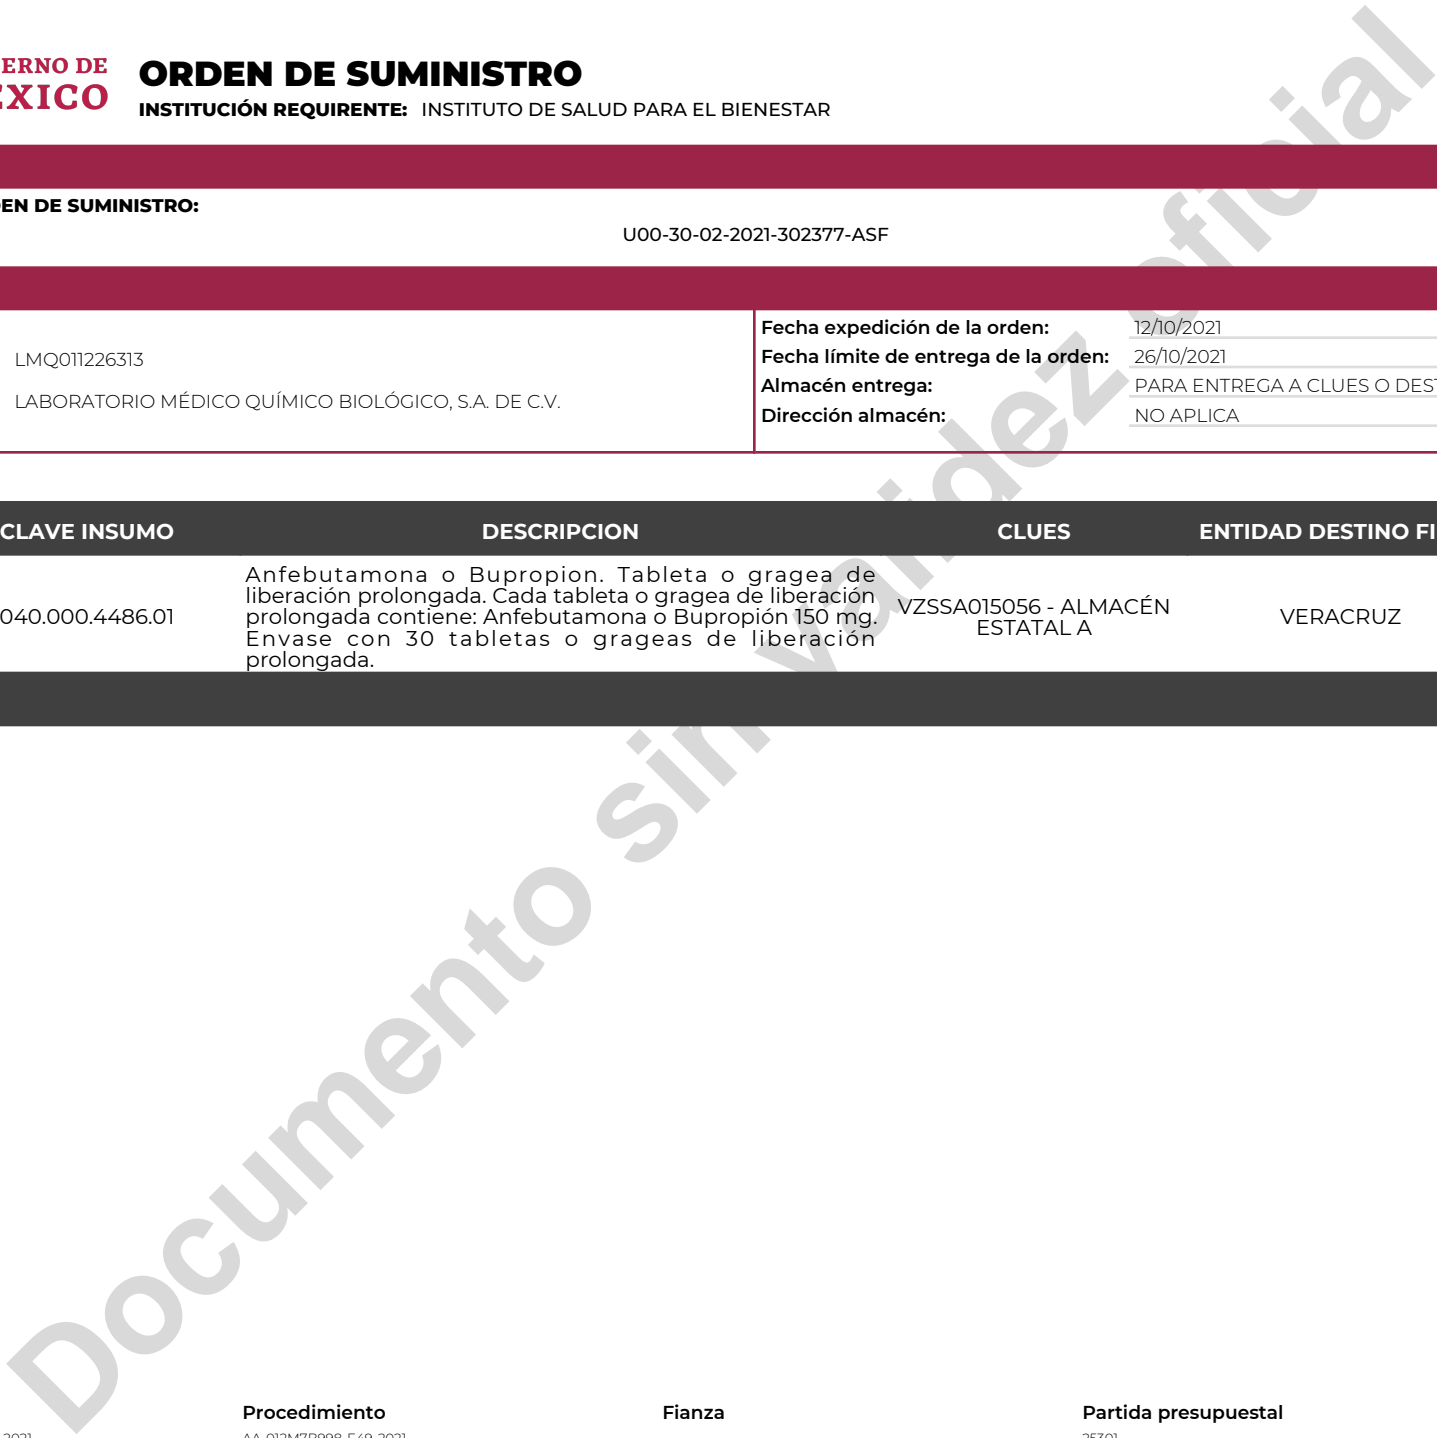 ERNO DE
EXICO
ORDEN DE SUMINISTRO
INSTITUCIÓN REQUIRENTE: INSTITUTO DE SALUD PARA EL BIENESTAR
EN DE SUMINISTRO:
U00-30-02-2021-302377-ASF
LMQ011226313
LABORATORIO MÉDICO QUÍMICO BIOLÓGICO, S.A. DE C.V.
Fecha expedición de la orden: 12/10/2021
Fecha límite de entrega de la orden: 26/10/2021
Almacén entrega: PARA ENTREGA A CLUES O DEST
Dirección almacén: NO APLICA
CLAVE INSUMO DESCRIPCION CLUES ENTIDAD DESTINO FI
040.000.4486.01
Anfebutamona o Bupropion. Tableta o gragea de
liberación prolongada. Cada tableta o gragea de liberación
prolongada contiene: Anfebutamona o Bupropión 150 mg.
Envase con 30 tabletas o grageas de liberación
prolongada.
VZSSA015056 - ALMACÉN
ESTATAL A
VERACRUZ
Documento sin validez oficial
Procedimiento Fianza Partida presupuestal